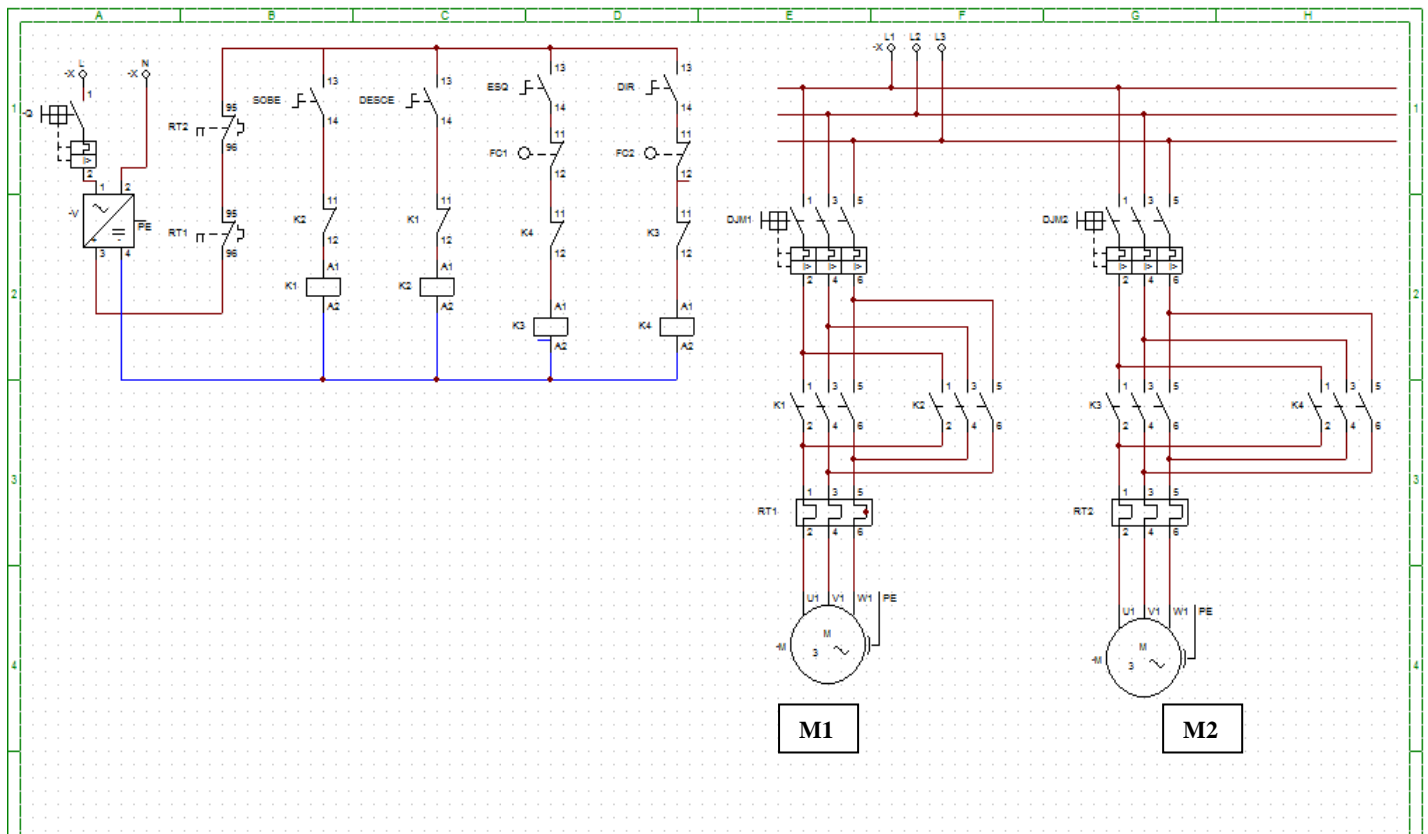 A B C D E F G H
L N L1 L2 L3
-X -X -X
1 1 1
-Q
I>
2
1 2
-V PE
+ -
3 4
95
RT2
96
95
RT1
96
13
SOBE
14
11
K2
12
A1
K1
A2
13
DESCE
14
11
K1
12
A1
K2
A2
13
ESQ
14
11
FC1
12
11
K4
12
A1
K3
A2
13
DIR
14
11
FC2
12
11
K3
12
A1
K4
A2
1 3 5
DJM1
I> I> I>
2 4 6
1 3 5
K1
2 4 6
1 3 5
K2
2 4 6
1 3 5
RT1
2 4 6
U1 V1 W1 PE
M
-M
3
M1
1 3 5
DJM2
I> I> I>
2 4 6
1 3 5
K3
2 4 6
1 3 5
K4
2 4 6
1 3 5
RT2
2 4 6
U1 V1 W1 PE
M
-M
3
M2
2 2
3 3
4 4